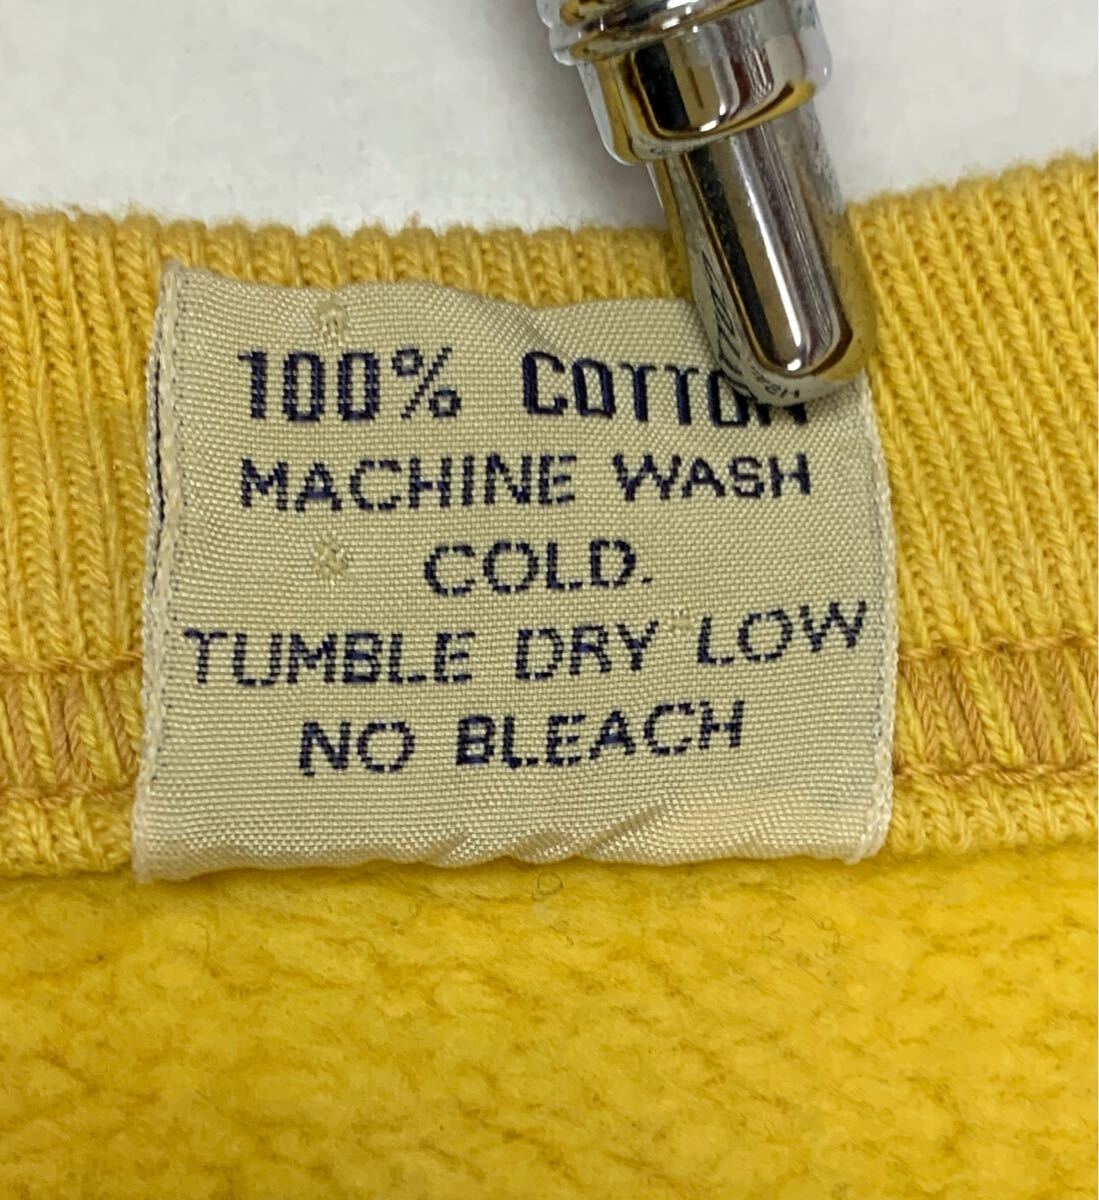 100% COTTON
MACHINE WASH
COLD.
TUMBLE DRY LOW
NO BLEACH